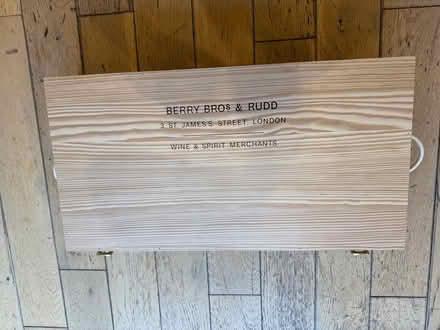 BERRY BROS & RUDD
3 ST JAMES'S STREET, LONDON
WINE & SPIRIT MERCHANTS